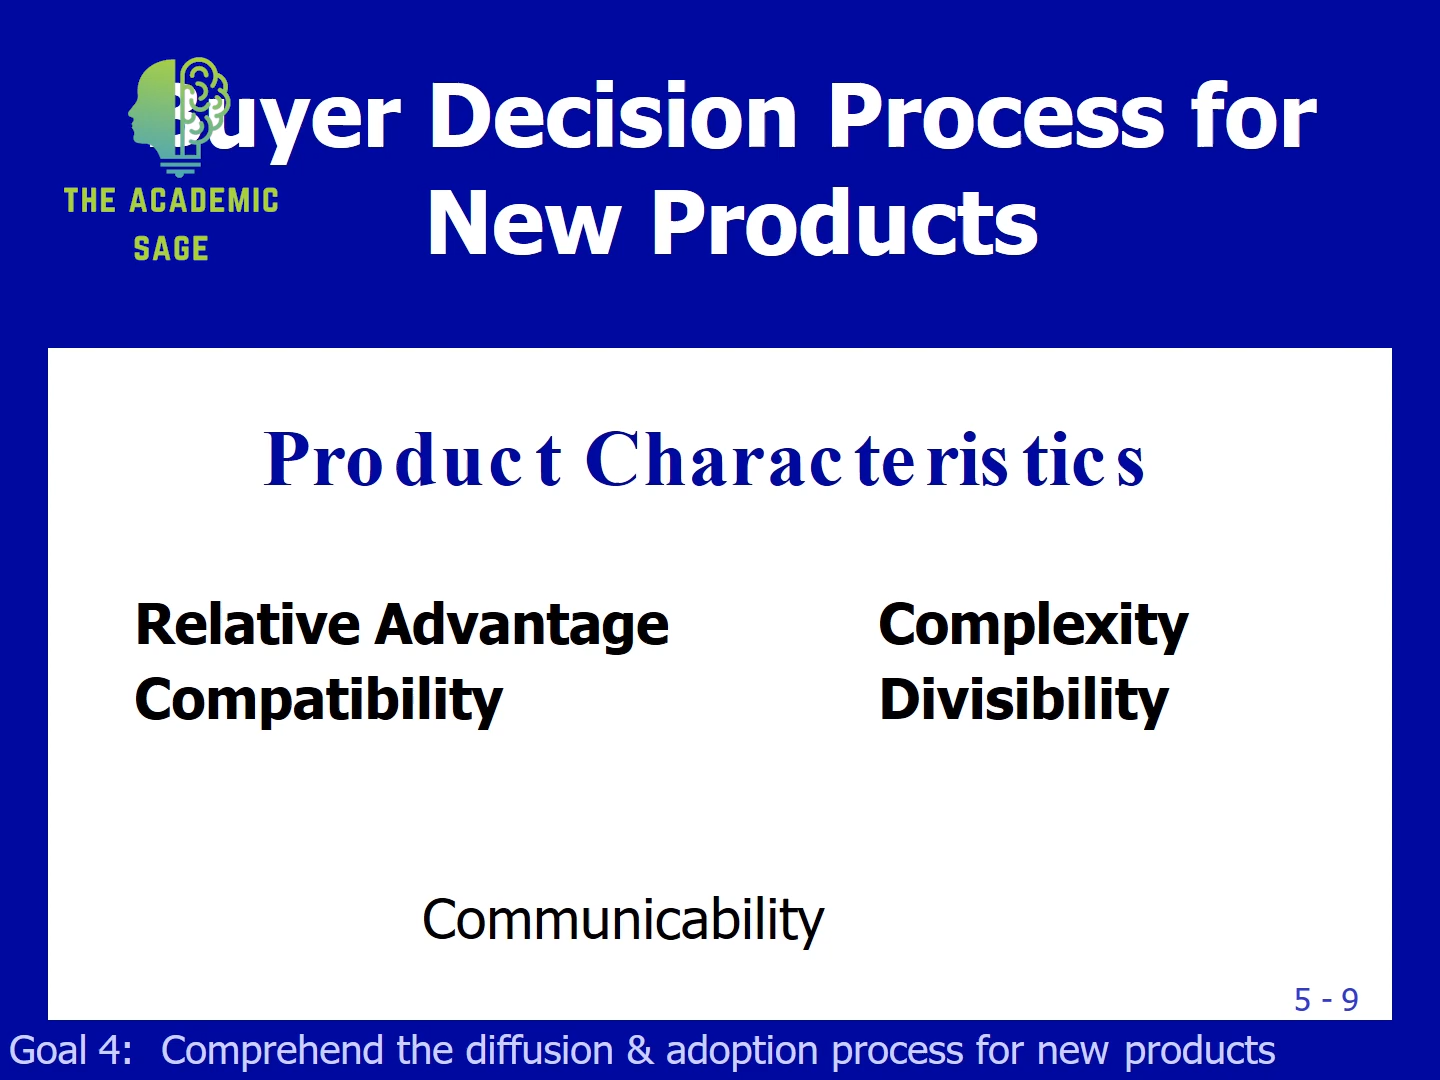 Buyer Decision Process for
New Products
THE ACADEMIC
SAGE
Product Characteristics
Relative Advantage
Compatibility
Complexity
Divisibility
Communicability
5 - 9
Goal 4: Comprehend the diffusion & adoption process for new products